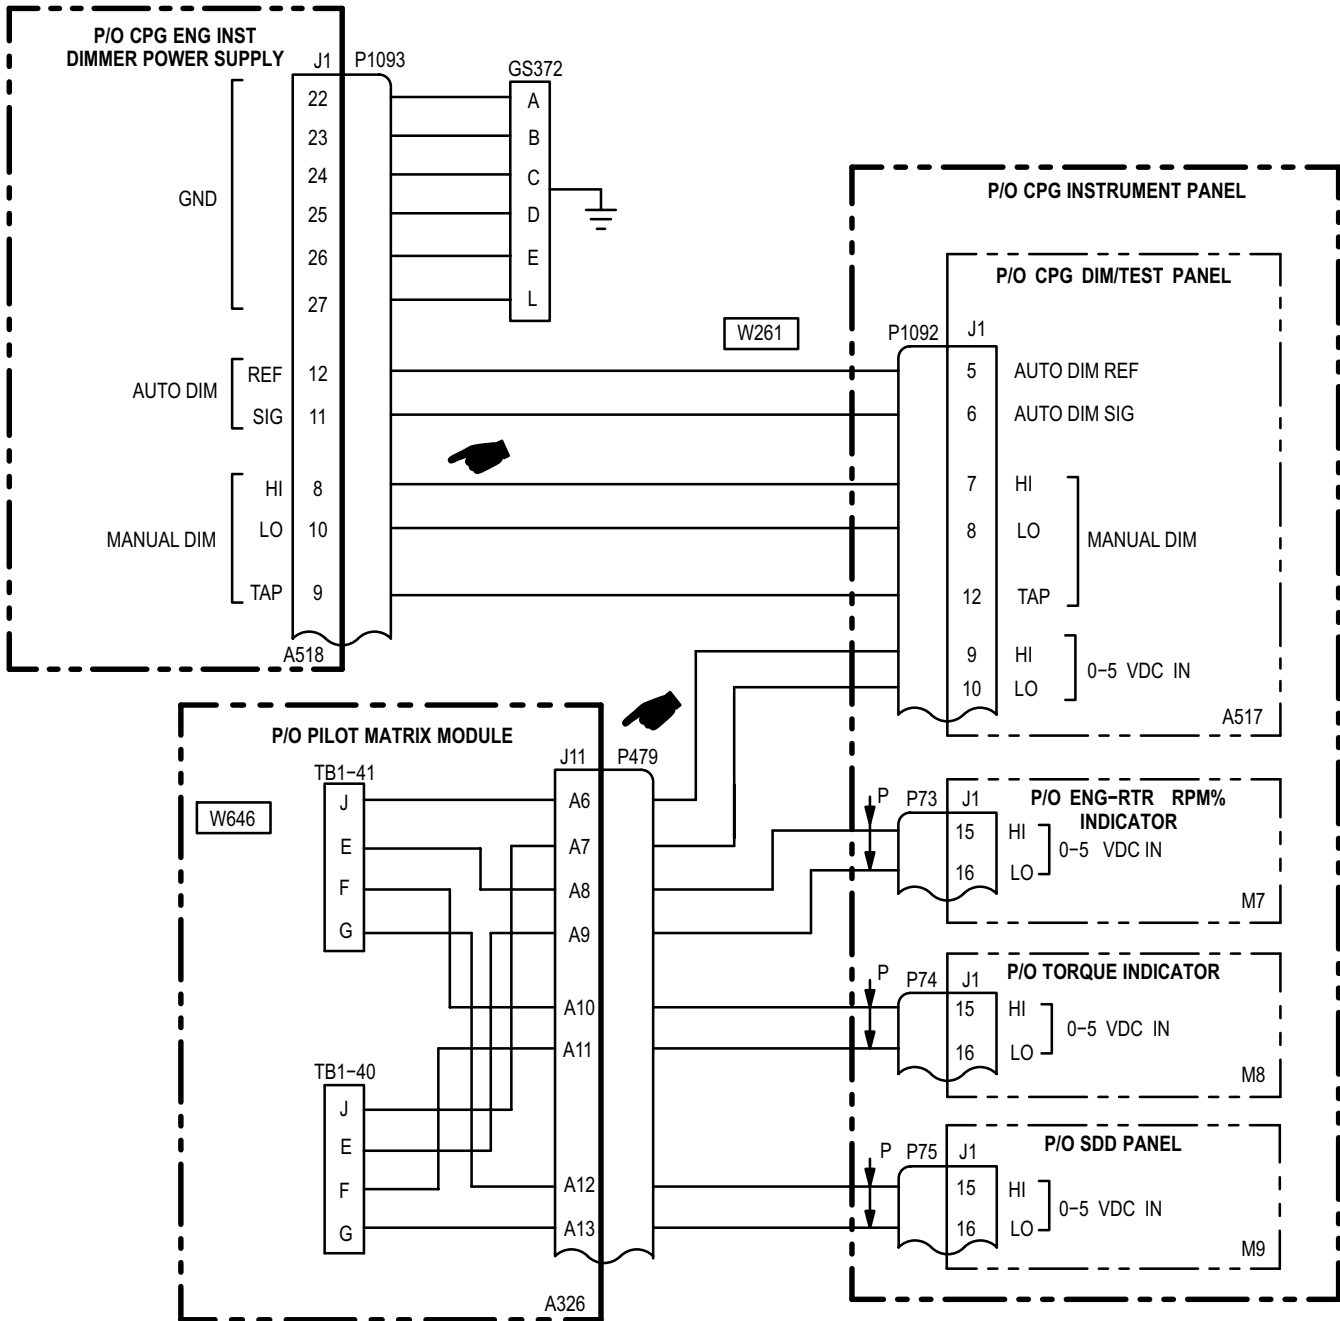 P/O CPG ENG INST
DIMMER POWER SUPPLY
J1 P1093
GS372
22 A
23 B
24 C
GND
25 D
26 E
27 L
P/O CPG INSTRUMENT PANEL
P/O CPG DIM/TEST PANEL
W261
P1092 J1
AUTO DIM
REF 12
5 AUTO DIM REF
SIG 11
6 AUTO DIM SIG
MANUAL DIM
HI 8
7 HI
LO 10
8 LO
MANUAL DIM
TAP 9
12 TAP
9 HI
10 LO
0−5 VDC IN
A518
A517
P/O PILOT MATRIX MODULE
TB1−41
J11 P479
W646
J A6
E A7
F A8
G A9
A10
A11
TB1−40
J
E
F A12
G A13
A326
P P73 J1
P/O ENG−RTR RPM%
INDICATOR
15 HI
0−5 VDC IN
16 LO
M7
P P74 J1
P/O TORQUE INDICATOR
15 HI
0−5 VDC IN
16 LO
M8
P P75 J1
P/O SDD PANEL
15 HI
0−5 VDC IN
16 LO
M9